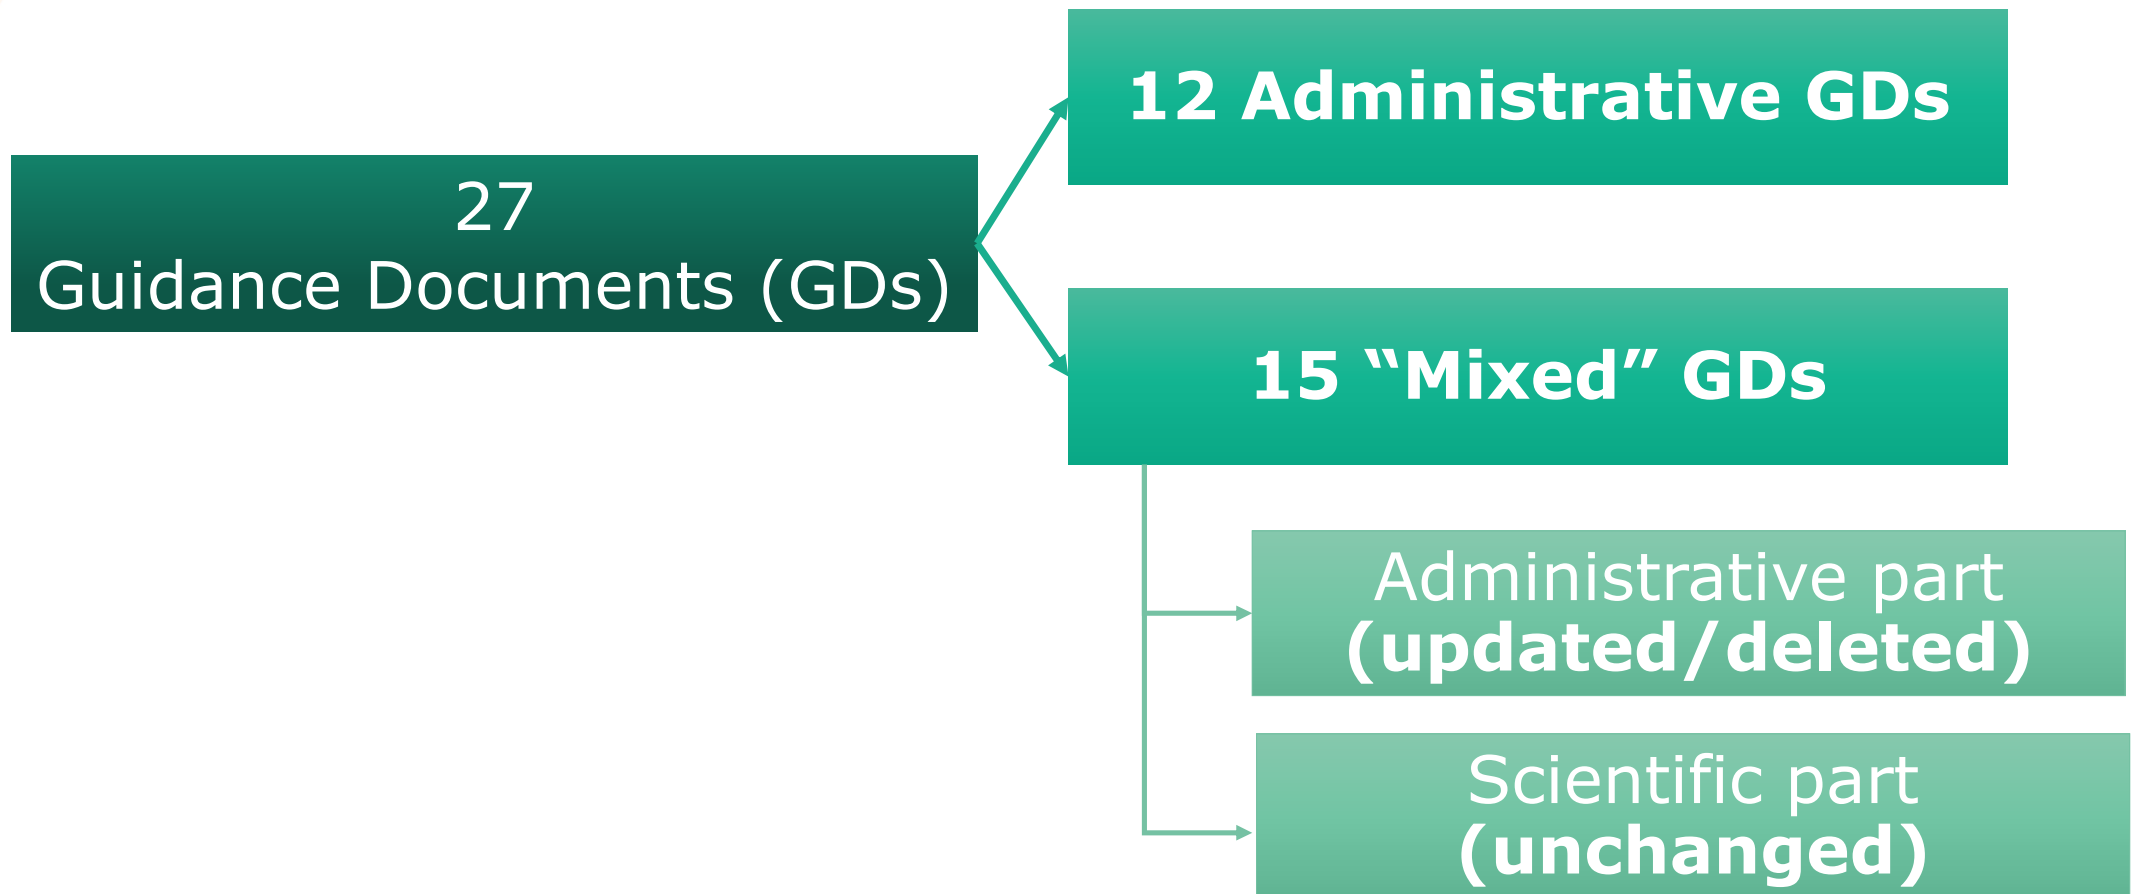 27
Guidance Documents (GDs)
12 Administrative GDs
15 “Mixed” GDs
Administrative part
(updated/deleted)
Scientific part
(unchanged)